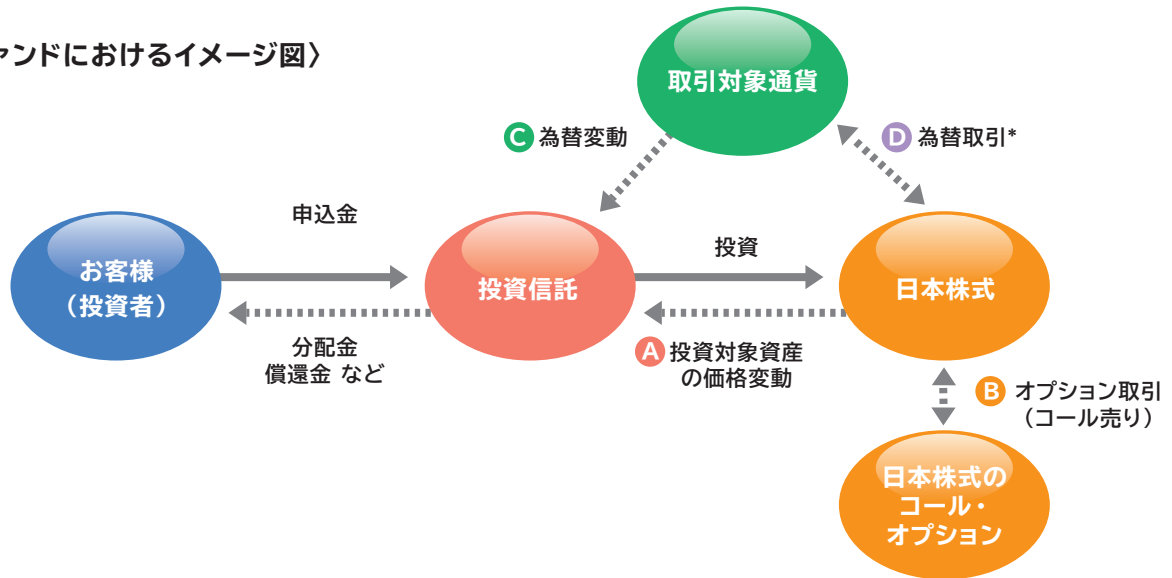 ァンドにおけるイメージ図〉
取引対象通貨
C 為替変動
D 為替取引*
申込金
投資
お客様
（投資者）
投資信託
日本株式
分配金
償還金 など
A 投資対象資産
の価格変動
B オプション取引
（コール売り）
日本株式の
コール・
オプション